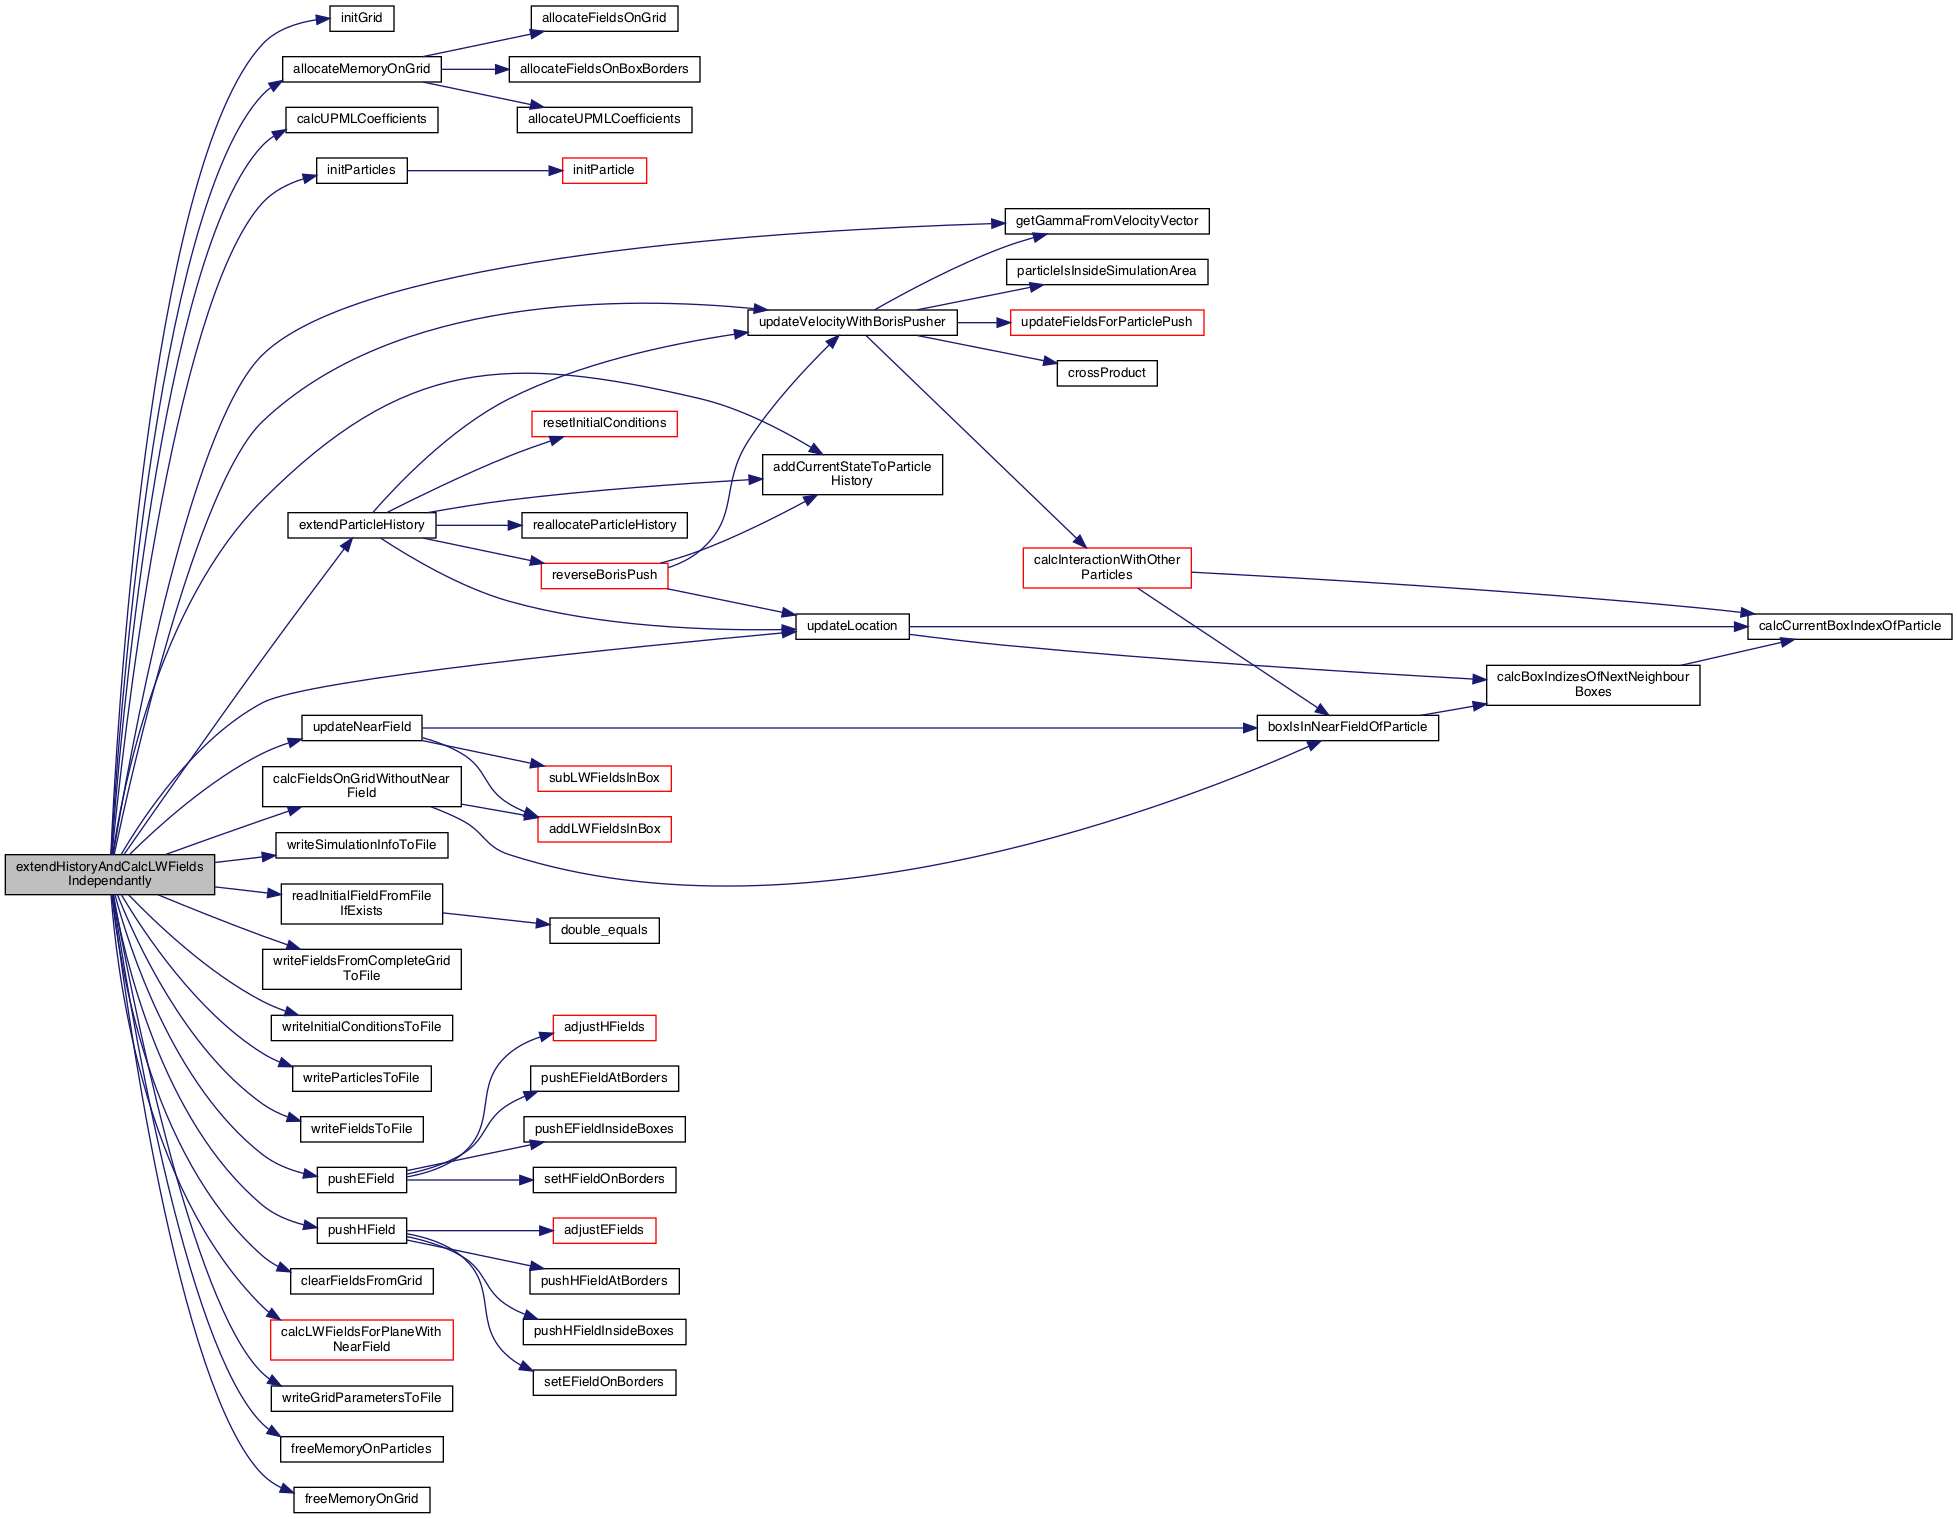 initGrid
allocateFieldsOnGrid
allocateMemoryOnGrid
allocateFieldsOnBoxBorders
calcUPMLCoefficients
allocateUPMLCoefficients
initParticles
initParticle
getGammaFromVelocityVector
particleIsInsideSimulationArea
updateVelocityWithBorisPusher
updateFieldsForParticlePush
crossProduct
resetInitialConditions
addCurrentStateToParticle
History
extendParticleHistory
reallocateParticleHistory
reverseBorisPush
calcInteractionWithOther
Particles
updateLocation
calcCurrentBoxIndexOfParticle
calcBoxIndizesOfNextNeighbour
Boxes
updateNearField
boxIsInNearFieldOfParticle
calcFieldsOnGridWithoutNear
Field
subLWFieldsInBox
addLWFieldsInBox
writeSimulationInfoToFile
extendHistoryAndCalcLWFields
Independantly
readInitialFieldFromFile
IfExists
double_equals
writeFieldsFromCompleteGrid
ToFile
writeInitialConditionsToFile
adjustHFields
writeParticlesToFile
pushEFieldAtBorders
writeFieldsToFile
pushEFieldInsideBoxes
pushEField
setHFieldOnBorders
pushHField
adjustEFields
clearFieldsFromGrid
pushHFieldAtBorders
calcLWFieldsForPlaneWith
NearField
pushHFieldInsideBoxes
writeGridParametersToFile
setEFieldOnBorders
freeMemoryOnParticles
freeMemoryOnGrid